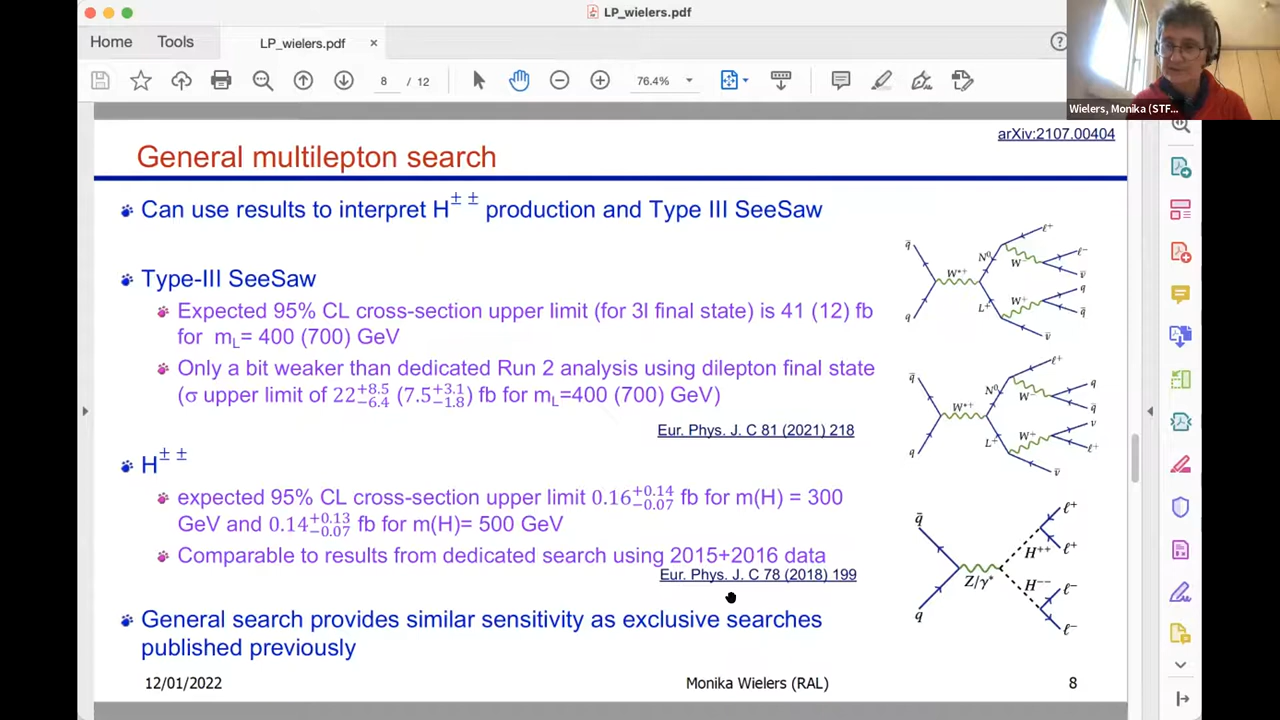 LP_wielers.pdf
Home Tools LP_wielers.pdf ×
8 / 12 76.4%
Wielers, Monika (STF...
arXiv:2107.00404
General multilepton search
Can use results to interpret H±± production and Type III SeeSaw
Type-III SeeSaw
Expected 95% CL cross-section upper limit (for 3l final state) is 41 (12) fb
for mL= 400 (700) GeV
Only a bit weaker than dedicated Run 2 analysis using dilepton final state
(σ upper limit of 22+8.5−6.4 (7.5+3.1−1.8) fb for mL=400 (700) GeV)
Eur. Phys. J. C 81 (2021) 218
H±±
expected 95% CL cross-section upper limit 0.16+0.14−0.07 fb for m(H) = 300
GeV and 0.14+0.13−0.07 fb for m(H)= 500 GeV
Comparable to results from dedicated search using 2015+2016 data
Eur. Phys. J. C 78 (2018) 199
General search provides similar sensitivity as exclusive searches
published previously
q̄
q
W*+
N0
L+
ℓ+
W−
ℓ−
ν̄
W+
q
q̄
ν̄
q̄
q
W*+
N0
L+
ℓ+
W−
q
q̄
W+
ν
ℓ+
ν̄
q̄
q
Z/γ*
H++
H−−
ℓ+
ℓ+
ℓ−
ℓ−
12/01/2022 Monika Wielers (RAL) 8